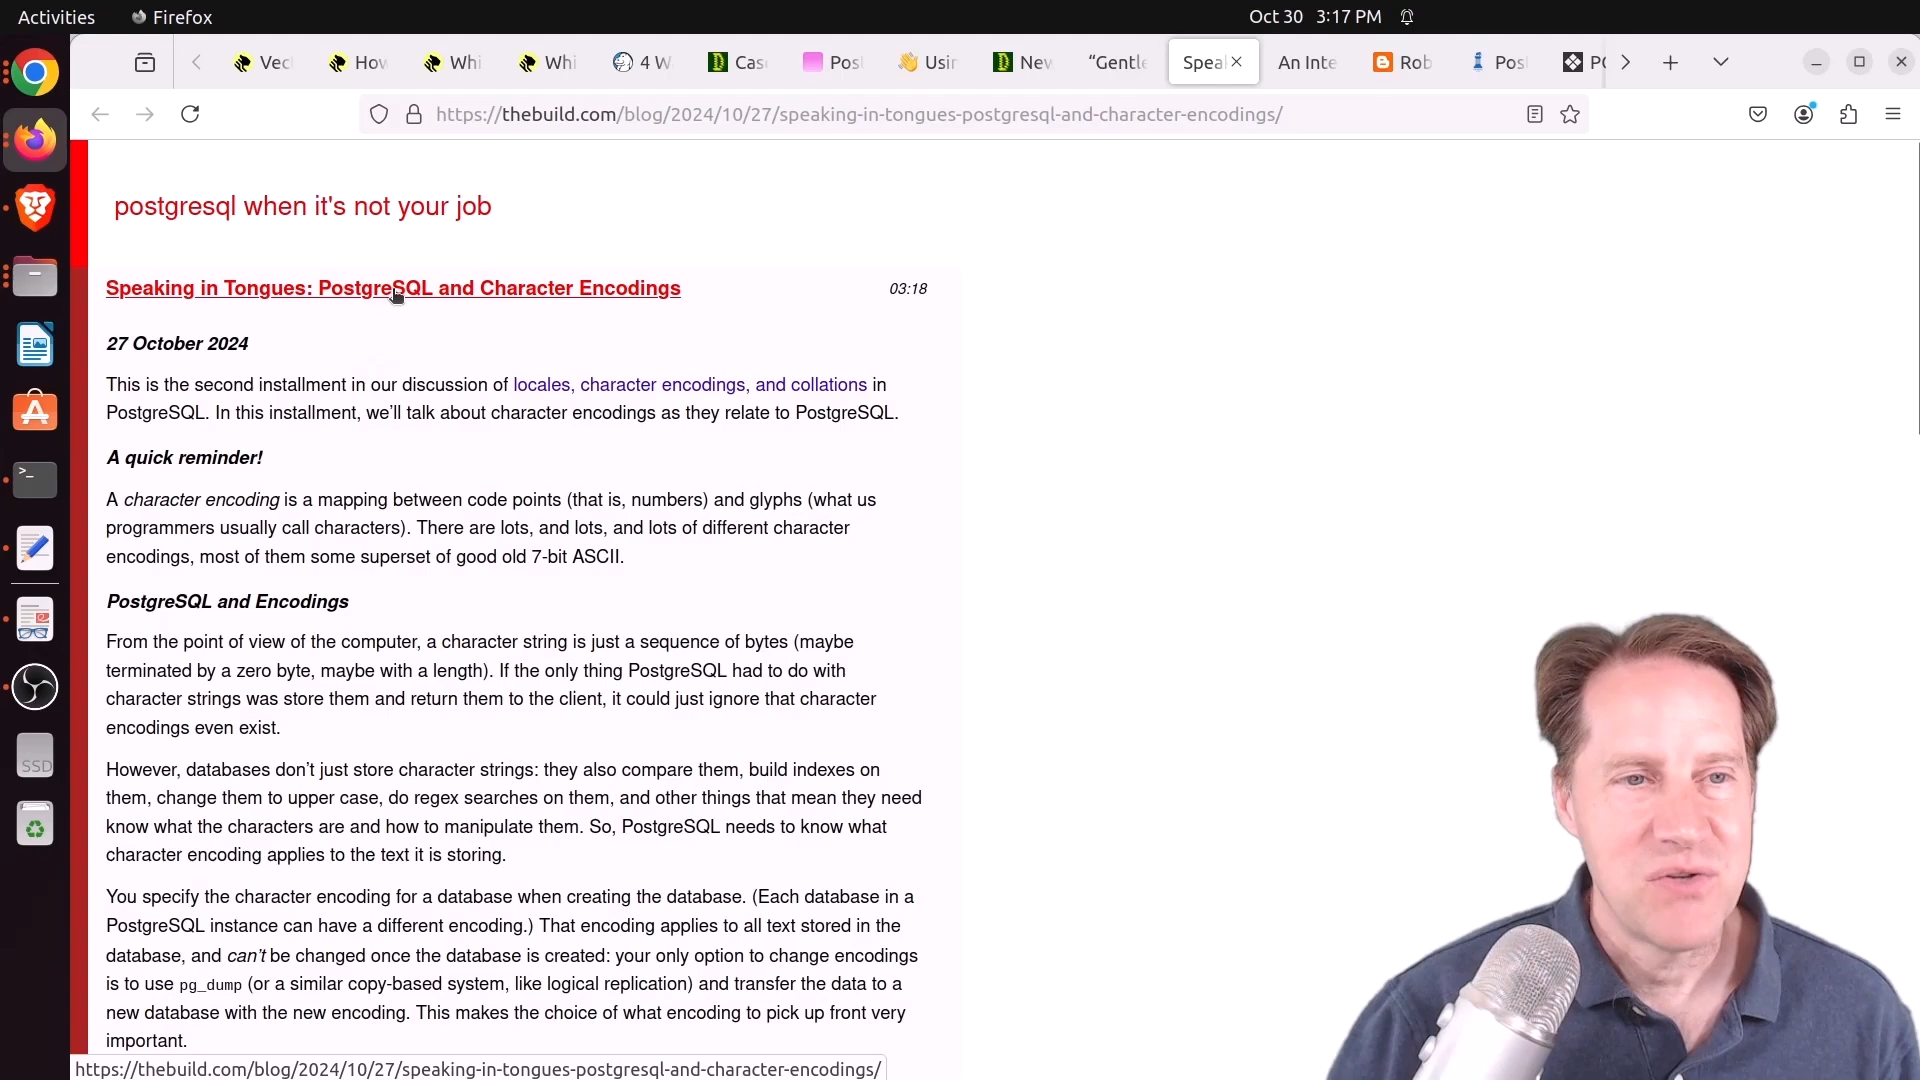 Activities
Firefox
Oct 30 3:17 PM
Vec
How
Whi
Whi
4 W
Cas
Pos
Usin
New
“Gentle
Speal
An Inte
Rob
Pos
PO
https://thebuild.com/blog/2024/10/27/speaking-in-tongues-postgresql-and-character-encodings/
postgresql when it's not your job
Speaking in Tongues: PostgreSQL and Character Encodings
03:18
27 October 2024
This is the second installment in our discussion of locales, character encodings, and collations in
PostgreSQL. In this installment, we’ll talk about character encodings as they relate to PostgreSQL.
A quick reminder!
A character encoding is a mapping between code points (that is, numbers) and glyphs (what us
programmers usually call characters). There are lots, and lots, and lots of different character
encodings, most of them some superset of good old 7-bit ASCII.
PostgreSQL and Encodings
From the point of view of the computer, a character string is just a sequence of bytes (maybe
terminated by a zero byte, maybe with a length). If the only thing PostgreSQL had to do with
character strings was store them and return them to the client, it could just ignore that character
encodings even exist.
However, databases don’t just store character strings: they also compare them, build indexes on
them, change them to upper case, do regex searches on them, and other things that mean they need
know what the characters are and how to manipulate them. So, PostgreSQL needs to know what
character encoding applies to the text it is storing.
You specify the character encoding for a database when creating the database. (Each database in a
PostgreSQL instance can have a different encoding.) That encoding applies to all text stored in the
database, and can’t be changed once the database is created: your only option to change encodings
is to use pg_dump (or a similar copy-based system, like logical replication) and transfer the data to a
new database with the new encoding. This makes the choice of what encoding to pick up front very
important.
SSD
https://thebuild.com/blog/2024/10/27/speaking-in-tongues-postgresql-and-character-encodings/